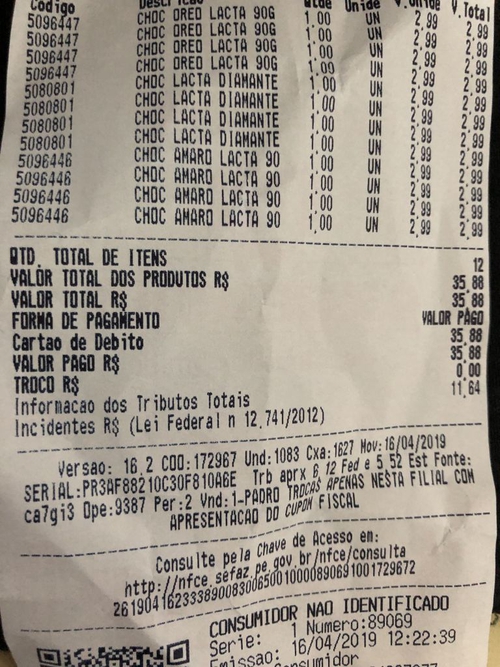 Código Descricao Qtde Unide V.Unide V.Total
5096447 CHOC OREO LACTA 90G 1,00 UN 2,99 2,99
5096447 CHOC OREO LACTA 90G 1,00 UN 2,99 2,99
5096447 CHOC OREO LACTA 90G 1,00 UN 2,99 2,99
5096447 CHOC OREO LACTA 90G 1,00 UN 2,99 2,99
5080801 CHOC LACTA DIAMANTE 1,00 UN 2,99 2,99
5080801 CHOC LACTA DIAMANTE 1,00 UN 2,99 2,99
5080801 CHOC LACTA DIAMANTE 1,00 UN 2,99 2,99
5080801 CHOC LACTA DIAMANTE 1,00 UN 2,99 2,99
5096446 CHOC AMARO LACTA 90 1,00 UN 2,99 2,99
5096446 CHOC AMARO LACTA 90 1,00 UN 2,99 2,99
5096446 CHOC AMARO LACTA 90 1,00 UN 2,99 2,99
5096446 CHOC AMARO LACTA 90 1,00 UN 2,99 2,99
QTD. TOTAL DE ITENS 12
VALOR TOTAL DOS PRODUTOS R$ 35,88
VALOR TOTAL R$ 35,88
FORMA DE PAGAMENTO VALOR PAGO
Cartao de Debito 35,88
VALOR PAGO R$ 35,88
TROCO R$ 0,00
Informacao dos Tributos Totais 11,64
Incidentes R$ (Lei Federal n 12.741/2012)
Versao: 16.2 COO:172967 Und:1083 Cxa:1627 Mov:16/04/2019
SERIAL:PR3AF88210C30F810A6E Trb aprx 6,12 Fed e 5,52 Est Fonte:
ca7gi3 Ope:9387 Per:2 Vnd:1-PADRO TROCAS APENAS NESTA FILIAL COM
APRESENTACAO DO CUPOM FISCAL
Consulte pela Chave de Acesso em:
http://nfce.sefaz.pe.gov.br/nfce/consulta
CONSUMIDOR NAO IDENTIFICADO
Serie: 1 Numero:89069
Emissao: 16/04/2019 12:22:39
Consumidor